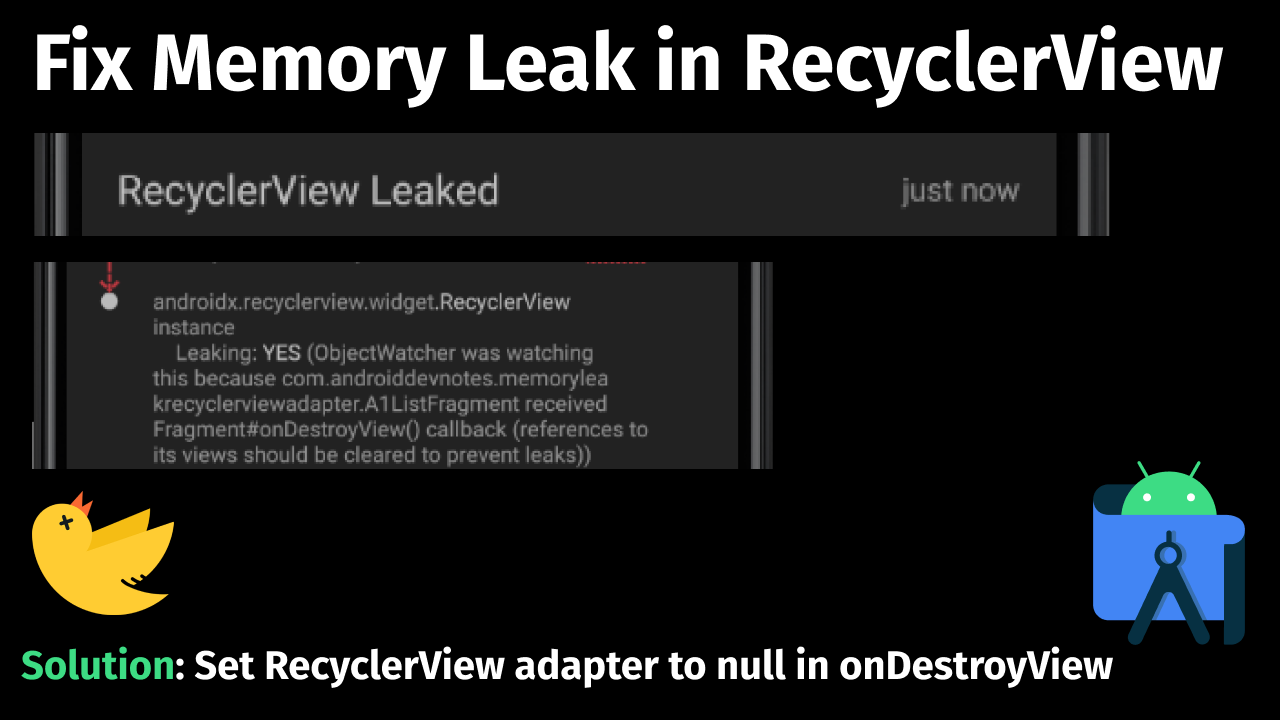 Fix Memory Leak in RecyclerView
RecyclerView Leaked
just now
androidx.recyclerview.widget.RecyclerView
instance
Leaking: YES (ObjectWatcher was watching
this because com.androiddevnotes.memorylea
krecyclerviewadapter.A1ListFragment received
Fragment#onDestroyView() callback (references to
its views should be cleared to prevent leaks))
Solution: Set RecyclerView adapter to null in onDestroyView